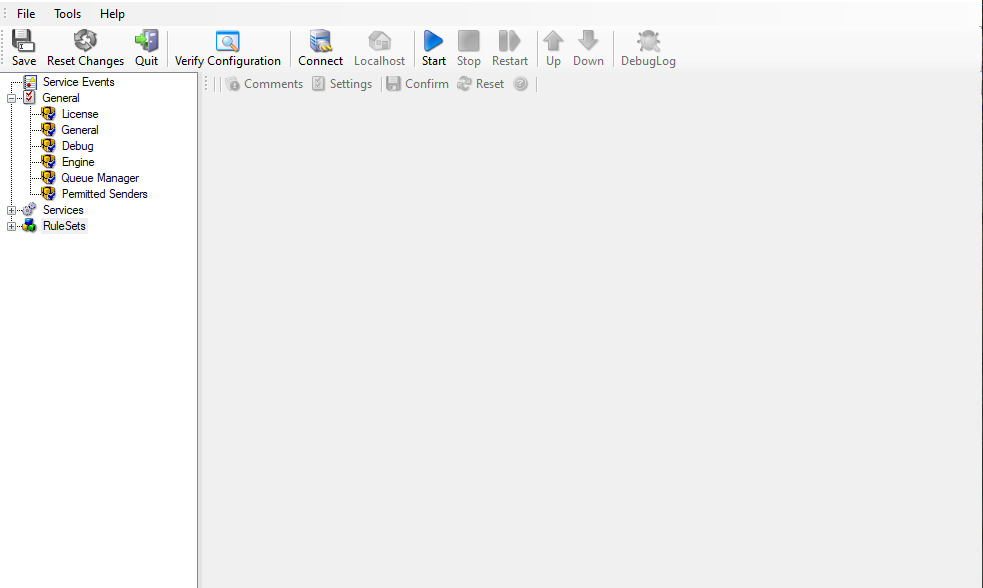 File Tools Help
Save Reset Changes Quit Verify Configuration Connect Localhost Start Stop Restart Up Down DebugLog
Comments Settings Confirm Reset
Service Events
General
License
General
Debug
Engine
Queue Manager
Permitted Senders
Services
RuleSets